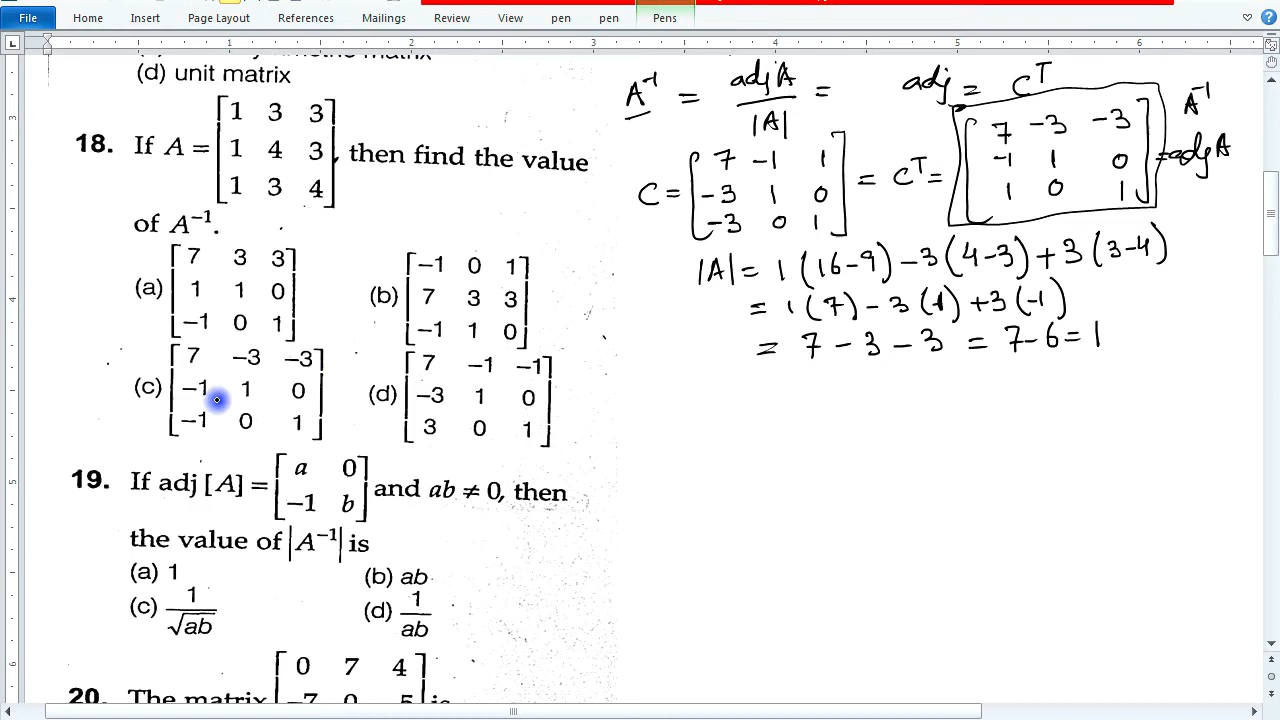 File Home Insert Page Layout References Mailings Review View pen pen Pens
1 2 3 4 5 6
(d) unit matrix
18. If A = [1 3 3
1 4 3
1 3 4], then find the value
of A⁻¹.
(a) [7 3 3
1 1 0
−1 0 1]
(b) [−1 0 1
7 3 3
−1 1 0]
(c) [7 −3 −3
−1 1 0
−1 0 1]
(d) [7 −1 −1
−3 1 0
3 0 1]
19. If adj [A] = [a 0
−1 b] and ab ≠ 0, then
the value of |A⁻¹| is
(a) 1 (b) ab
(c) 1/√ab (d) 1/ab
20. The matrix [0 7 4
−7 0 −5] is
A⁻¹ = adj A / |A| = adj = Cᵀ
C = [7 −1 1
−3 1 0
−3 0 1] = Cᵀ = [7 −3 −3
−1 1 0
1 0 1] = adj A
A⁻¹
|A| = 1 (16−9) −3 (4−3) + 3 (3−4)
= 1 (7) − 3 (1) + 3 (−1)
= 7 − 3 − 3 = 7−6 = 1